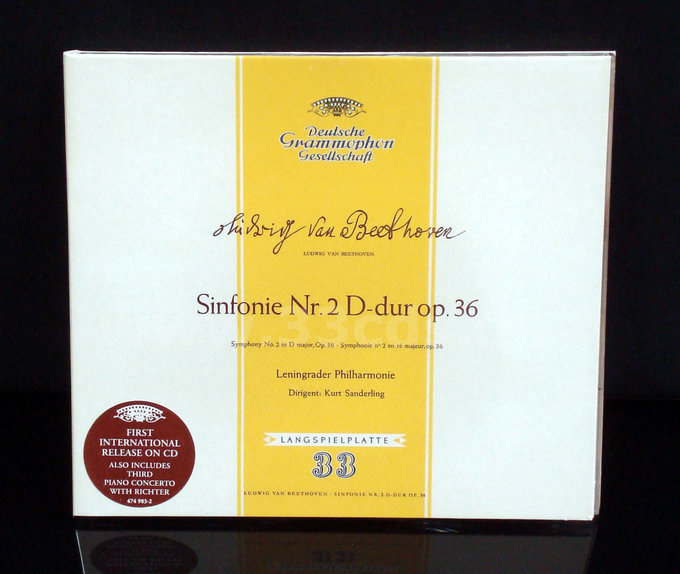 Deutsche
Grammophon
Gesellschaft
Ludwig van Beethoven
LUDWIG VAN BEETHOVEN
Sinfonie Nr. 2 D-dur op. 36
Symphony No. 2 in D major, Op. 36 · Symphonie n° 2 en ré majeur, op. 36
Leningrader Philharmonie
Dirigent: Kurt Sanderling
LANGSPIELPLATTE
33
LUDWIG VAN BEETHOVEN · SINFONIE NR. 2 D-DUR OP. 36
FIRST
INTERNATIONAL
RELEASE ON CD
ALSO INCLUDES
THIRD
PIANO CONCERTO
WITH RICHTER
474 983-2